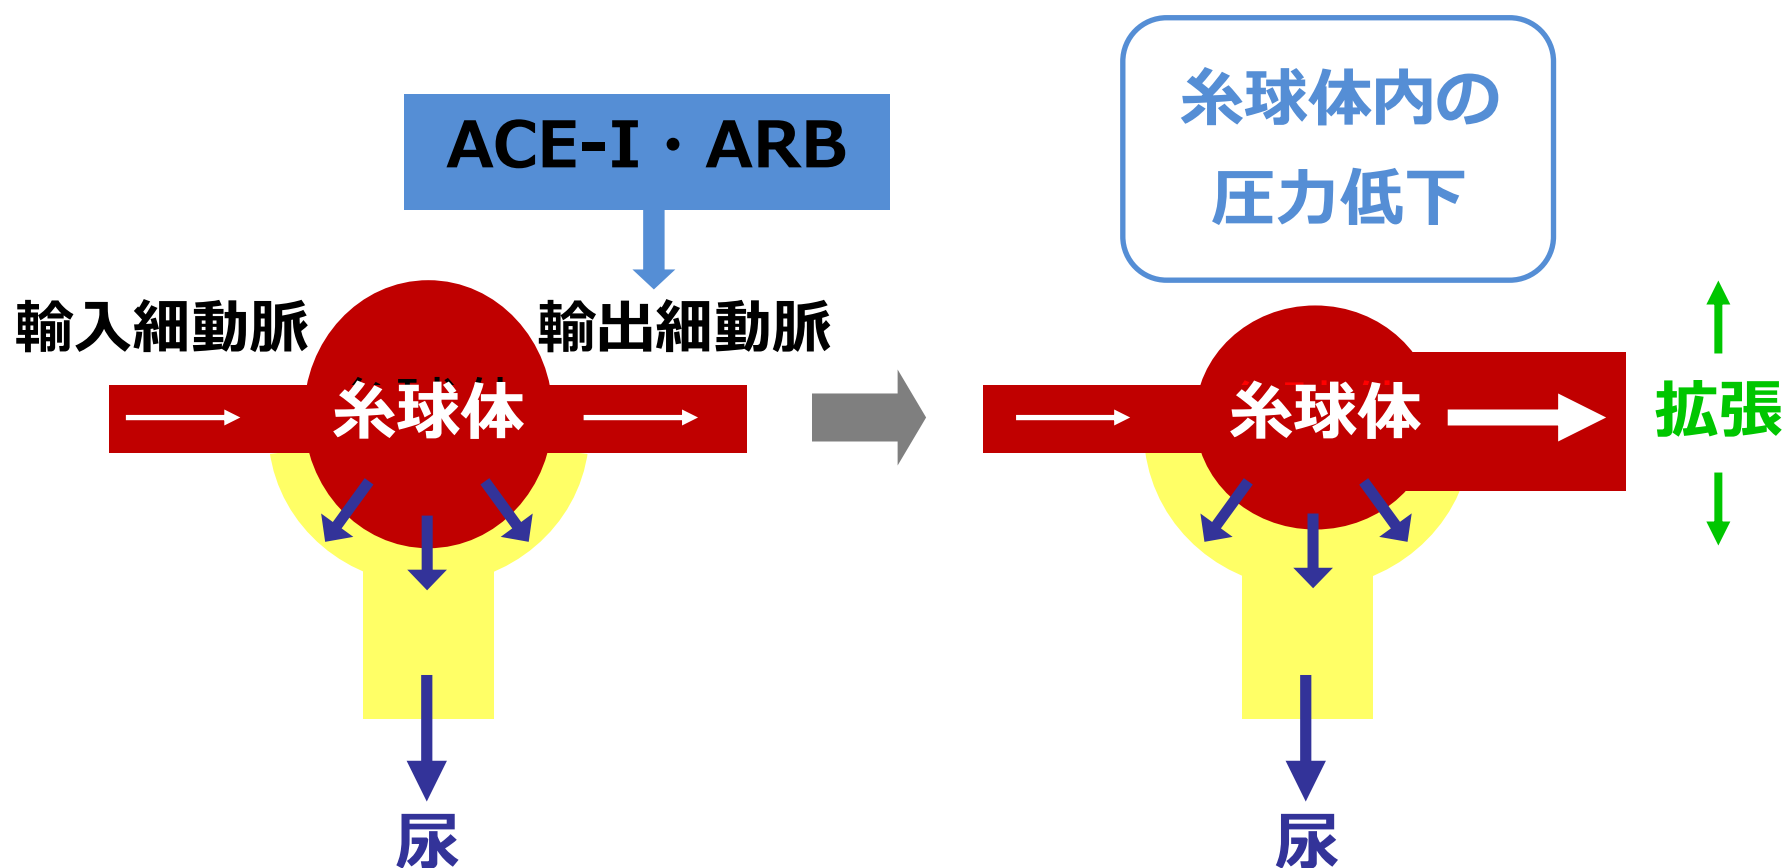 ACE-I・ARB
輸入細動脈
輸出細動脈
糸球体
尿
糸球体内の
圧力低下
糸球体
拡張
尿